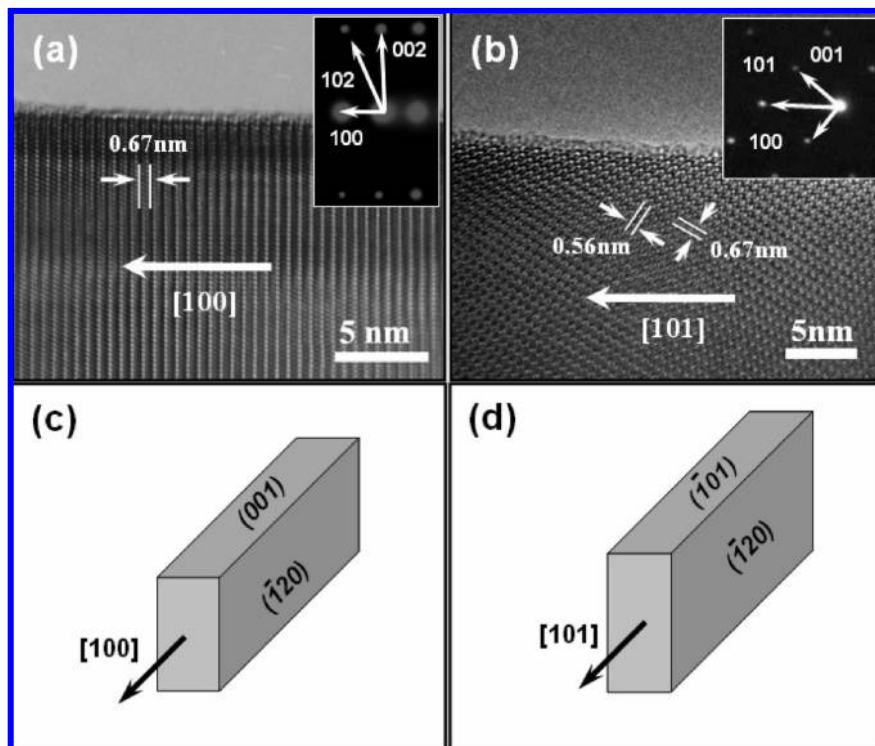 (a)
002
102
100
0.67nm
[100]
5 nm
(b)
001
101
100
0.56nm
0.67nm
[101]
5nm
(c)
(001)
(1̄20)
[100]
(d)
(1̄01)
(1̄20)
[101]